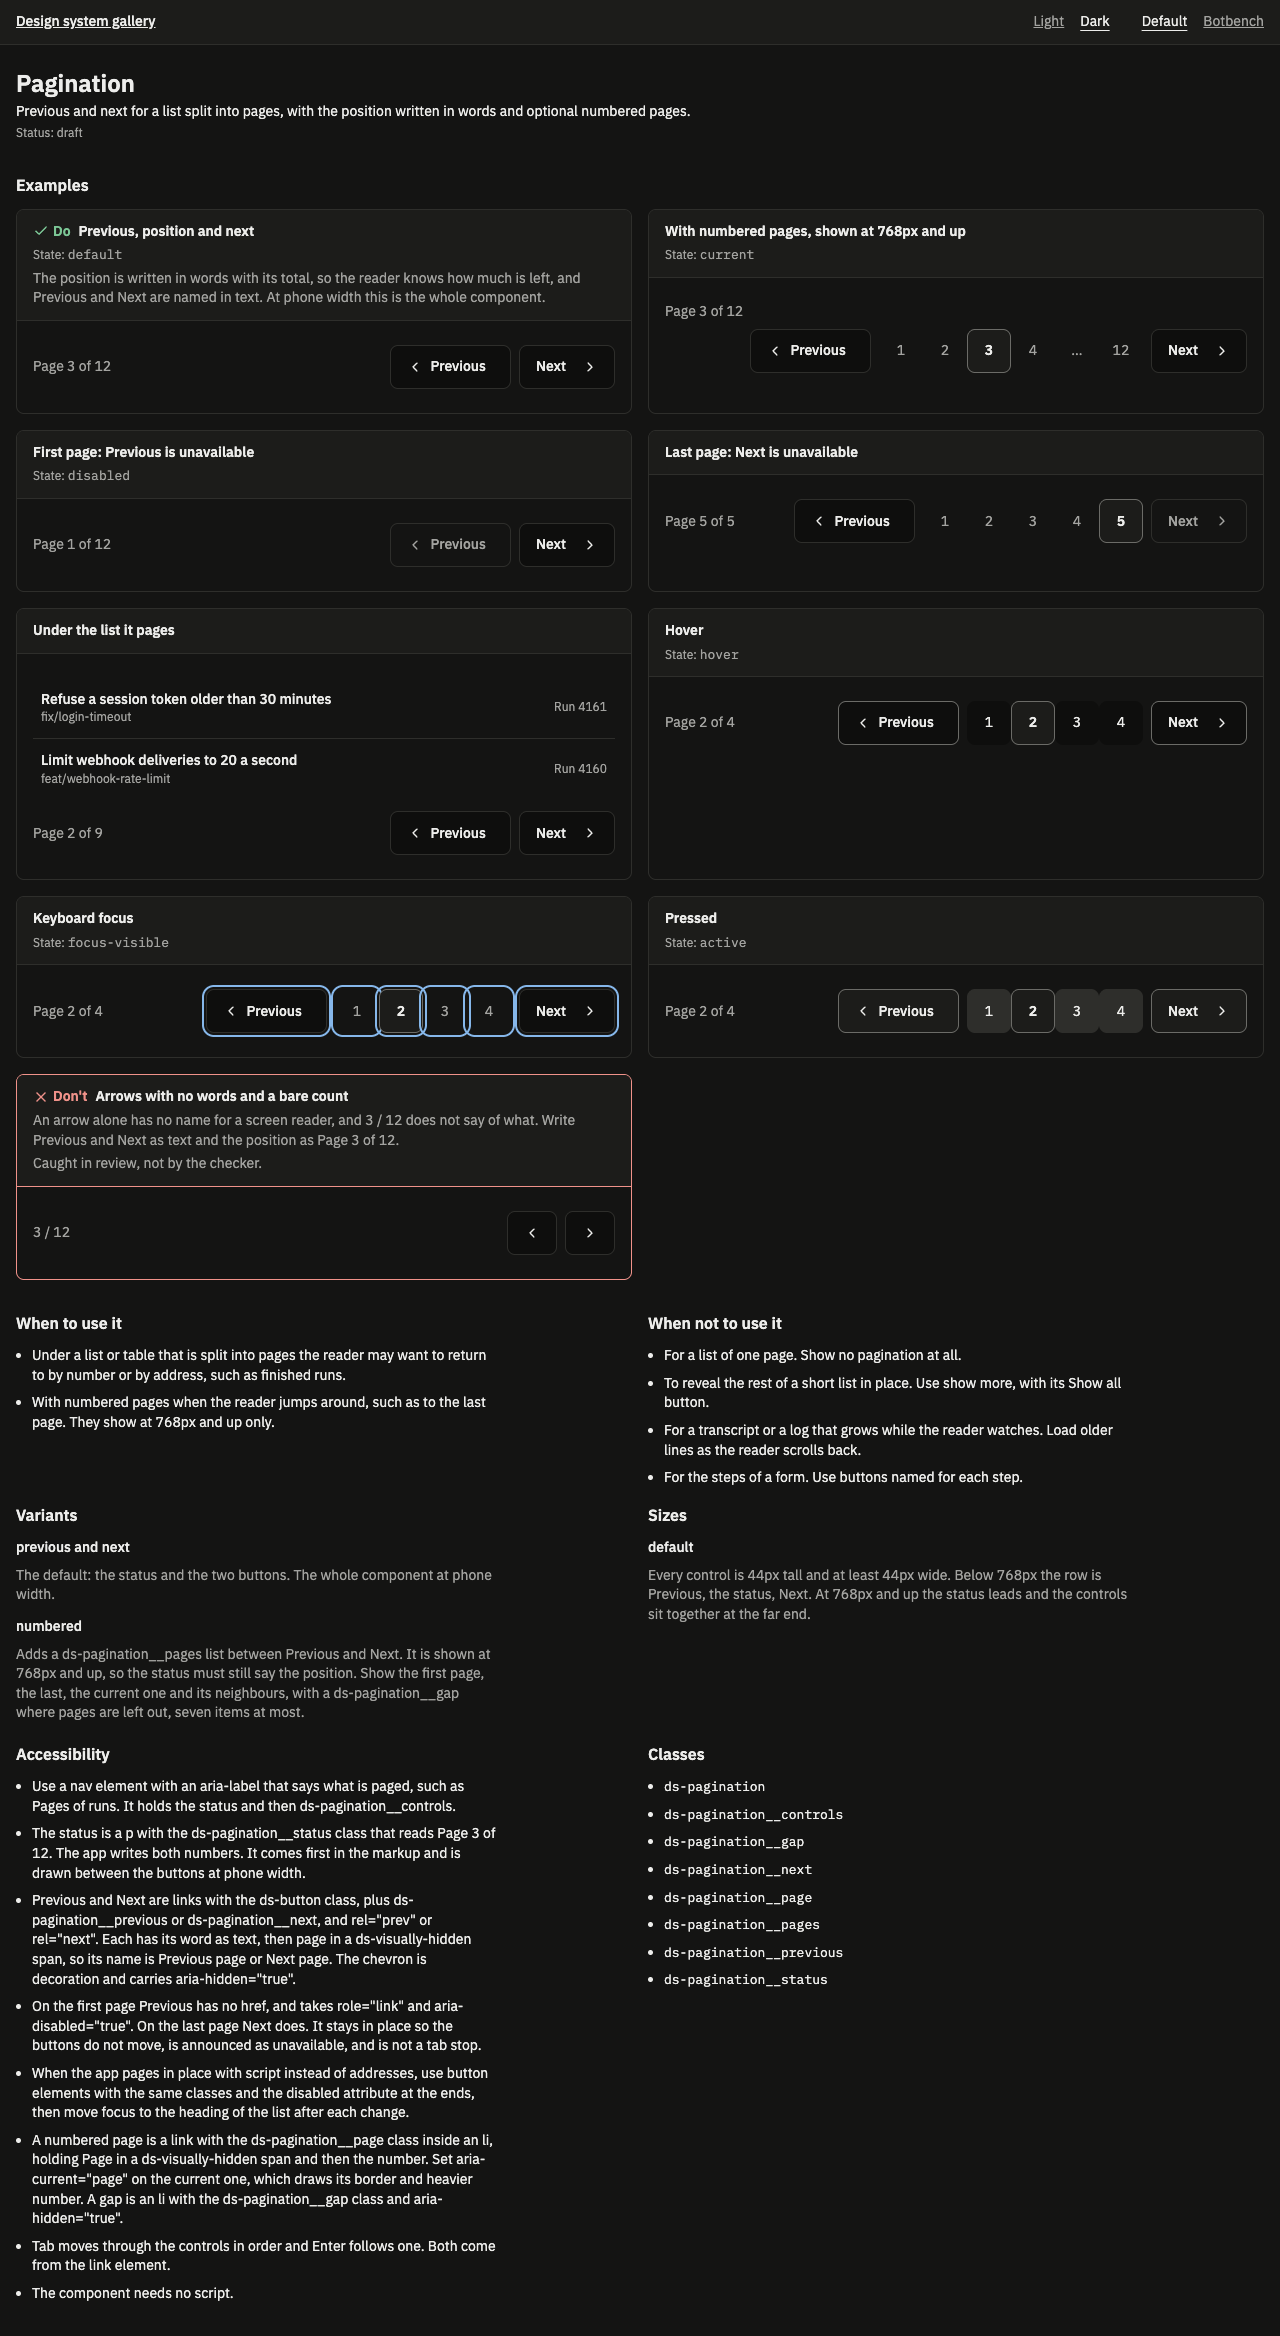 Design system gallery
Light Dark Default Botbench
Pagination
Previous and next for a list split into pages, with the position written in words and optional numbered pages.
Status: draft
Examples
Do Previous, position and next
State: default
The position is written in words with its total, so the reader knows how much is left, and
Previous and Next are named in text. At phone width this is the whole component.
Page 3 of 12
Previous
Next
With numbered pages, shown at 768px and up
State: current
Page 3 of 12
Previous 1 2 3 4 ... 12 Next
First page: Previous is unavailable
State: disabled
Page 1 of 12
Previous
Next
Last page: Next is unavailable
Page 5 of 5
Previous 1 2 3 4 5 Next
Under the list it pages
Refuse a session token older than 30 minutes
fix/login-timeout
Run 4161
Limit webhook deliveries to 20 a second
feat/webhook-rate-limit
Run 4160
Page 2 of 9
Previous
Next
Hover
State: hover
Page 2 of 4
Previous 1 2 3 4 Next
Keyboard focus
State: focus-visible
Page 2 of 4
Previous 1 2 3 4 Next
Pressed
State: active
Page 2 of 4
Previous 1 2 3 4 Next
Don't Arrows with no words and a bare count
An arrow alone has no name for a screen reader, and 3 / 12 does not say of what. Write
Previous and Next as text and the position as Page 3 of 12.
Caught in review, not by the checker.
3 / 12
When to use it
Under a list or table that is split into pages the reader may want to return
to by number or by address, such as finished runs.
With numbered pages when the reader jumps around, such as to the last
page. They show at 768px and up only.
When not to use it
For a list of one page. Show no pagination at all.
To reveal the rest of a short list in place. Use show more, with its Show all
button.
For a transcript or a log that grows while the reader watches. Load older
lines as the reader scrolls back.
For the steps of a form. Use buttons named for each step.
Variants
previous and next
The default: the status and the two buttons. The whole component at phone
width.
numbered
Adds a ds-pagination__pages list between Previous and Next. It is shown at
768px and up, so the status must still say the position. Show the first page,
the last, the current one and its neighbours, with a ds-pagination__gap
where pages are left out, seven items at most.
Sizes
default
Every control is 44px tall and at least 44px wide. Below 768px the row is
Previous, the status, Next. At 768px and up the status leads and the controls
sit together at the far end.
Accessibility
Use a nav element with an aria-label that says what is paged, such as
Pages of runs. It holds the status and then ds-pagination__controls.
The status is a p with the ds-pagination__status class that reads Page 3 of
12. The app writes both numbers. It comes first in the markup and is
drawn between the buttons at phone width.
Previous and Next are links with the ds-button class, plus ds-
pagination__previous or ds-pagination__next, and rel="prev" or
rel="next". Each has its word as text, then page in a ds-visually-hidden
span, so its name is Previous page or Next page. The chevron is
decoration and carries aria-hidden="true".
On the first page Previous has no href, and takes role="link" and aria-
disabled="true". On the last page Next does. It stays in place so the
buttons do not move, is announced as unavailable, and is not a tab stop.
When the app pages in place with script instead of addresses, use button
elements with the same classes and the disabled attribute at the ends,
then move focus to the heading of the list after each change.
A numbered page is a link with the ds-pagination__page class inside an li,
holding Page in a ds-visually-hidden span and then the number. Set aria-
current="page" on the current one, which draws its border and heavier
number. A gap is an li with the ds-pagination__gap class and aria-
hidden="true".
Tab moves through the controls in order and Enter follows one. Both come
from the link element.
The component needs no script.
Classes
ds-pagination
ds-pagination__controls
ds-pagination__gap
ds-pagination__next
ds-pagination__page
ds-pagination__pages
ds-pagination__previous
ds-pagination__status